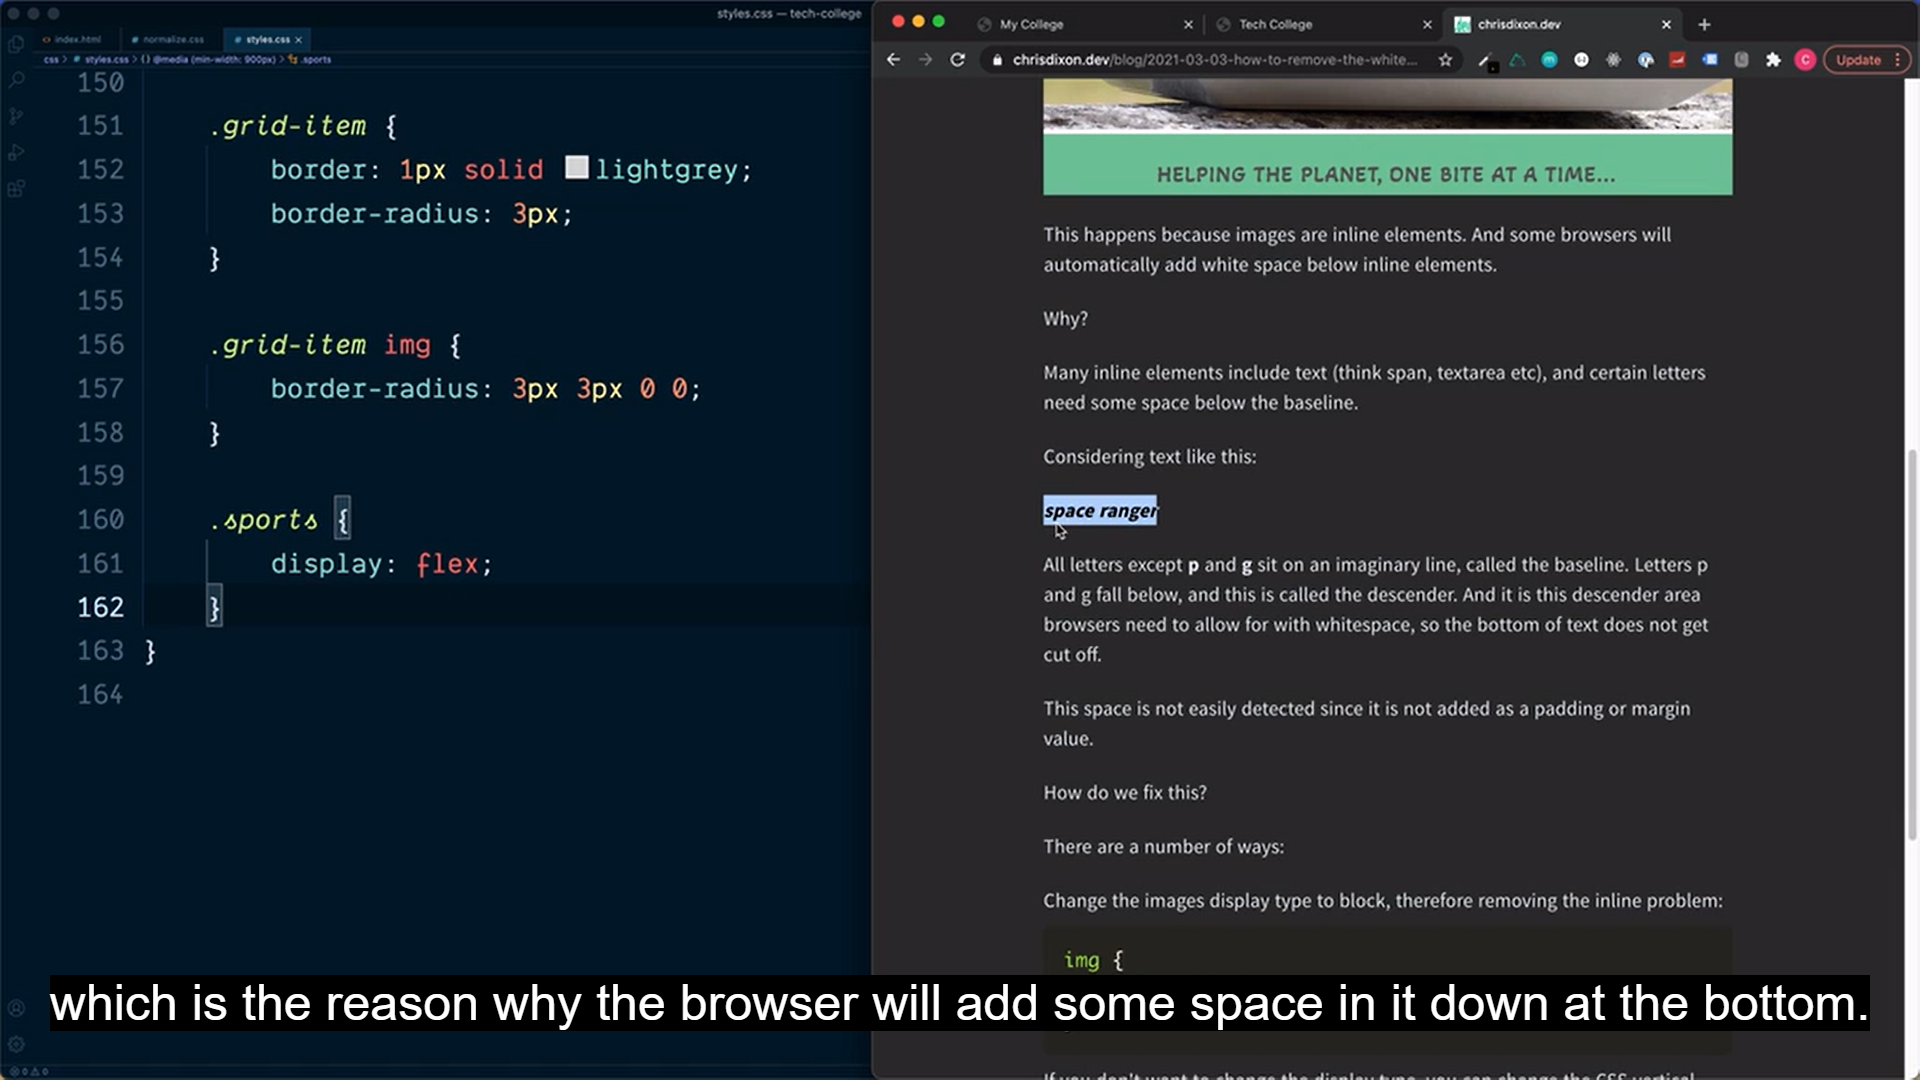 styles.css — tech-college
index.html
# normalize.css
# styles.css ×
css > # styles.css > {} @media (min-width: 900px) > .sports
150
151 .grid-item {
152 border: 1px solid lightgrey;
153 border-radius: 3px;
154 }
155
156 .grid-item img {
157 border-radius: 3px 3px 0 0;
158 }
159
160 .sports {
161 display: flex;
162 }
163 }
164
My College
Tech College
chrisdixon.dev
chrisdixon.dev/blog/2021-03-03-how-to-remove-the-white...
C
Update
HELPING THE PLANET, ONE BITE AT A TIME...
This happens because images are inline elements. And some browsers will
automatically add white space below inline elements.
Why?
Many inline elements include text (think span, textarea etc), and certain letters
need some space below the baseline.
Considering text like this:
space ranger
All letters except p and g sit on an imaginary line, called the baseline. Letters p
and g fall below, and this is called the descender. And it is this descender area
browsers need to allow for with whitespace, so the bottom of text does not get
cut off.
This space is not easily detected since it is not added as a padding or margin
value.
How do we fix this?
There are a number of ways:
Change the images display type to block, therefore removing the inline problem:
img {
which is the reason why the browser will add some space in it down at the bottom.